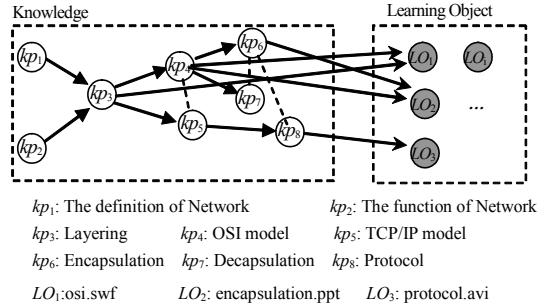 Knowledge
Learning Object
kp6
kp1
kp4
LO1
LOi
kp3
kp7
LO2
...
kp5
kp2
kp8
LO3
kp1: The definition of Network
kp2: The function of Network
kp3: Layering
kp4: OSI model
kp5: TCP/IP model
kp6: Encapsulation
kp7: Decapsulation
kp8: Protocol
LO1:osi.swf
LO2: encapsulation.ppt
LO3: protocol.avi